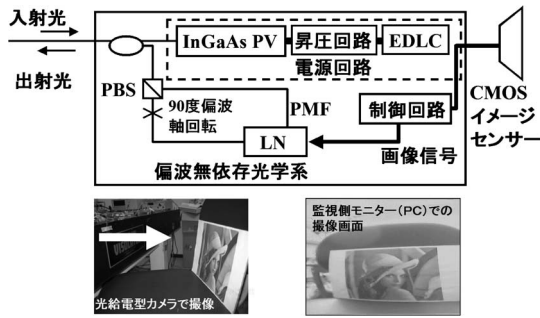 入射光
出射光
InGaAs PV
昇圧回路
EDLC
電源回路
PBS
90度偏波
軸回転
PMF
LN
制御回路
画像信号
CMOS
イメージ
センサー
偏波無依存光学系
光給電型カメラで撮像
監視側モニター(PC)での
撮像画面